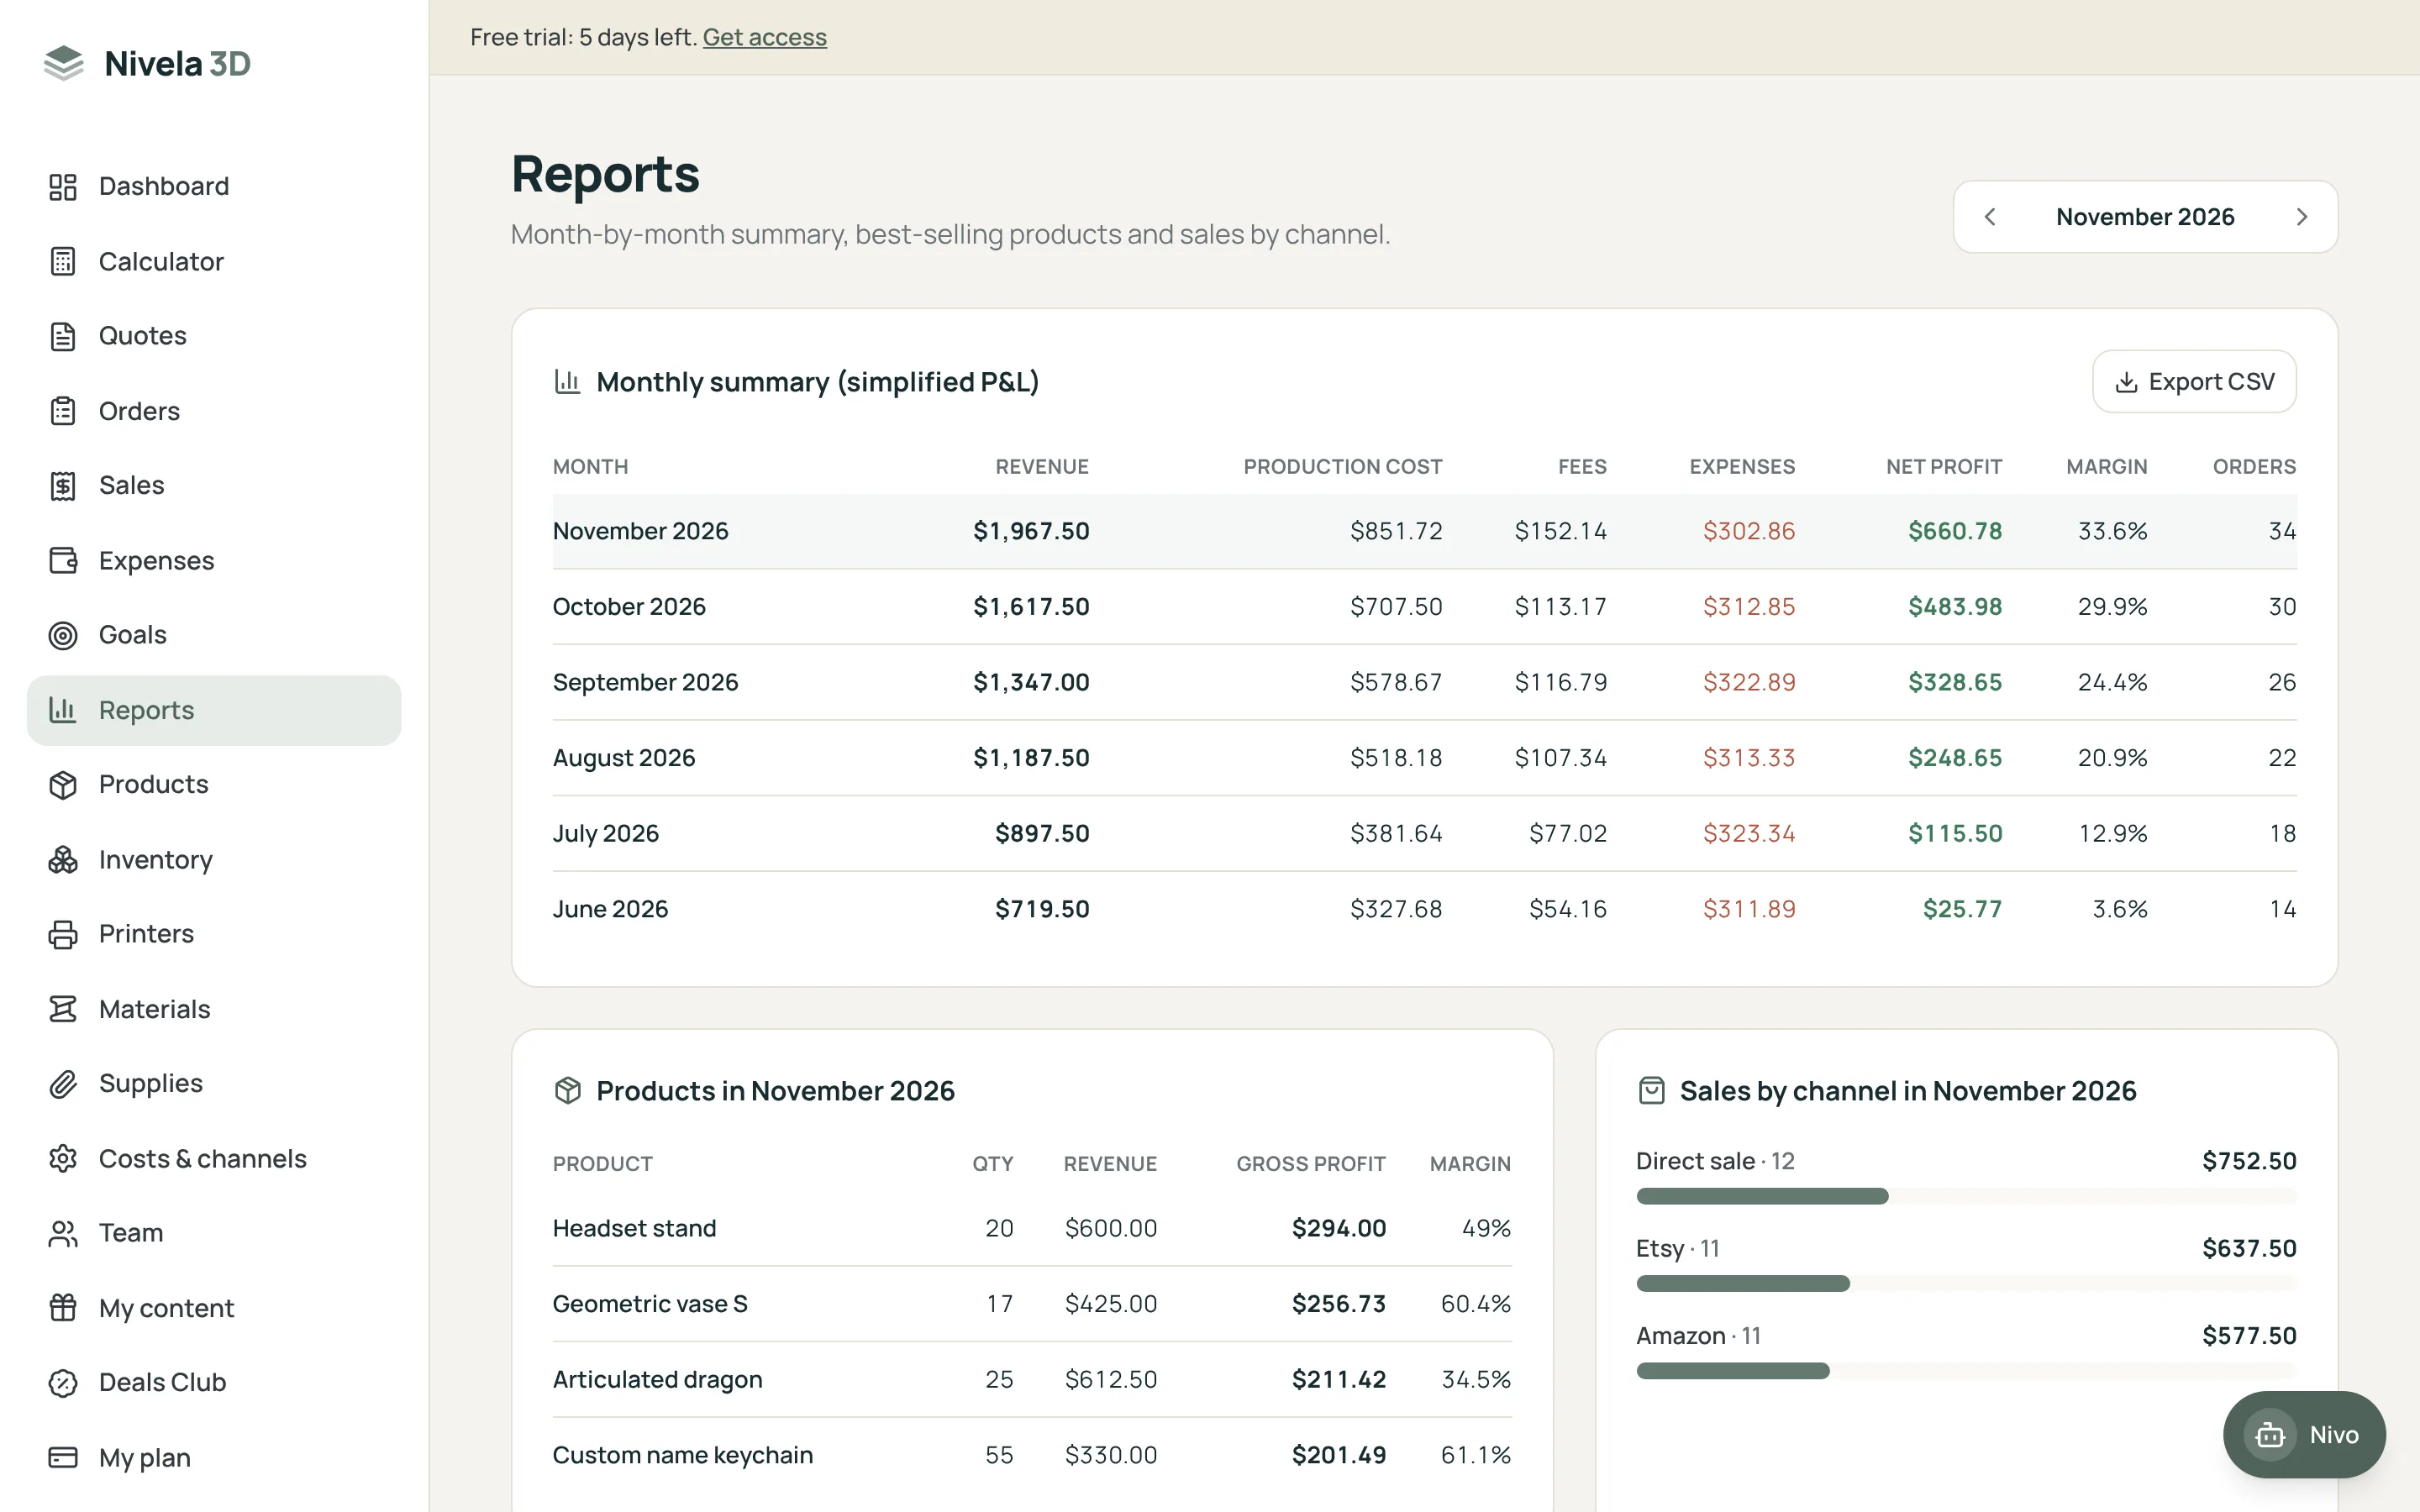 Nivela 3D
Dashboard
Calculator
Quotes
Orders
Sales
Expenses
Goals
Reports
Products
Inventory
Printers
Materials
Supplies
Costs & channels
Team
My content
Deals Club
My plan
Free trial: 5 days left. Get access
Reports
Month-by-month summary, best-selling products and sales by channel.
November 2026
Monthly summary (simplified P&L)
Export CSV
MONTH REVENUE PRODUCTION COST FEES EXPENSES NET PROFIT MARGIN ORDERS
November 2026 $1,967.50 $851.72 $152.14 $302.86 $660.78 33.6% 34
October 2026 $1,617.50 $707.50 $113.17 $312.85 $483.98 29.9% 30
September 2026 $1,347.00 $578.67 $116.79 $322.89 $328.65 24.4% 26
August 2026 $1,187.50 $518.18 $107.34 $313.33 $248.65 20.9% 22
July 2026 $897.50 $381.64 $77.02 $323.34 $115.50 12.9% 18
June 2026 $719.50 $327.68 $54.16 $311.89 $25.77 3.6% 14
Products in November 2026
PRODUCT QTY REVENUE GROSS PROFIT MARGIN
Headset stand 20 $600.00 $294.00 49%
Geometric vase S 17 $425.00 $256.73 60.4%
Articulated dragon 25 $612.50 $211.42 34.5%
Custom name keychain 55 $330.00 $201.49 61.1%
Sales by channel in November 2026
Direct sale · 12 $752.50
Etsy · 11 $637.50
Amazon · 11 $577.50
Nivo